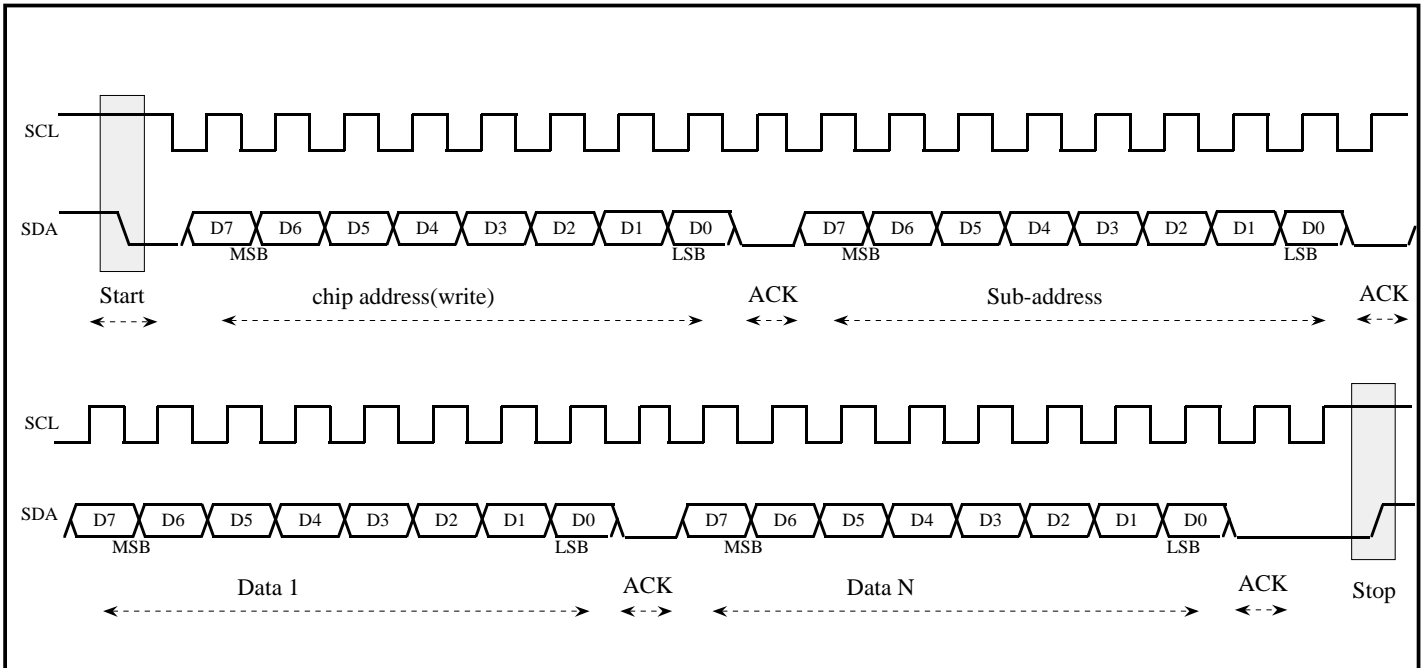 SCL
SDA D7 D6 D5 D4 D3 D2 D1 D0 D7 D6 D5 D4 D3 D2 D1 D0
MSB LSB MSB LSB
Start chip address(write) ACK Sub-address ACK
SCL
SDA D7 D6 D5 D4 D3 D2 D1 D0 D7 D6 D5 D4 D3 D2 D1 D0
MSB LSB MSB LSB
Data 1 ACK Data N ACK Stop